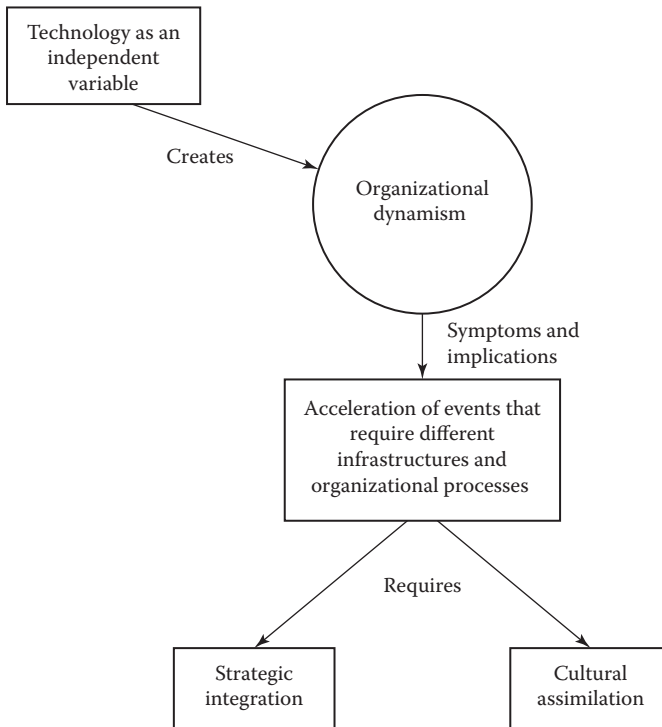 Technology as an
independent
variable
Creates
Organizational
dynamism
Symptoms and
implications
Acceleration of events that
require different
infrastructures and
organizational processes
Requires
Strategic
integration
Cultural
assimilation